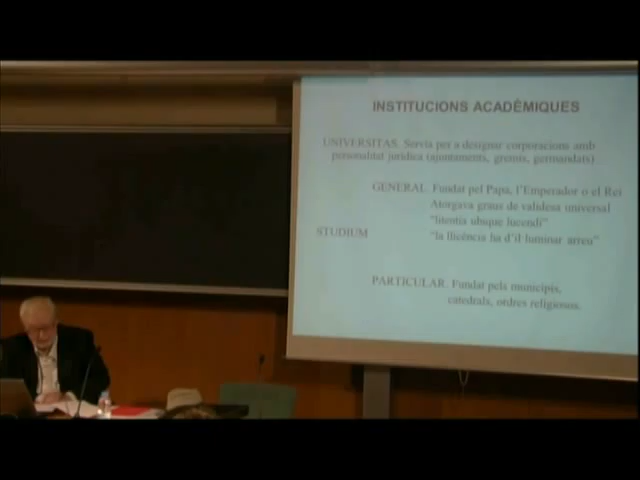 INSTITUCIONS ACADÈMIQUES
UNIVERSITAS. Servia per a designar corporacions amb
personalitat jurídica (ajuntaments, gremis, germandats)
GENERAL. Fundat pel Papa, l'Emperador o el Rei
Atorgava graus de validesa universal
"litentia ubique lucendi"
STUDIUM
"la llicència ha d'il·luminar arreu"
PARTICULAR. Fundat pels municipis,
catedrals, ordres religiosos.